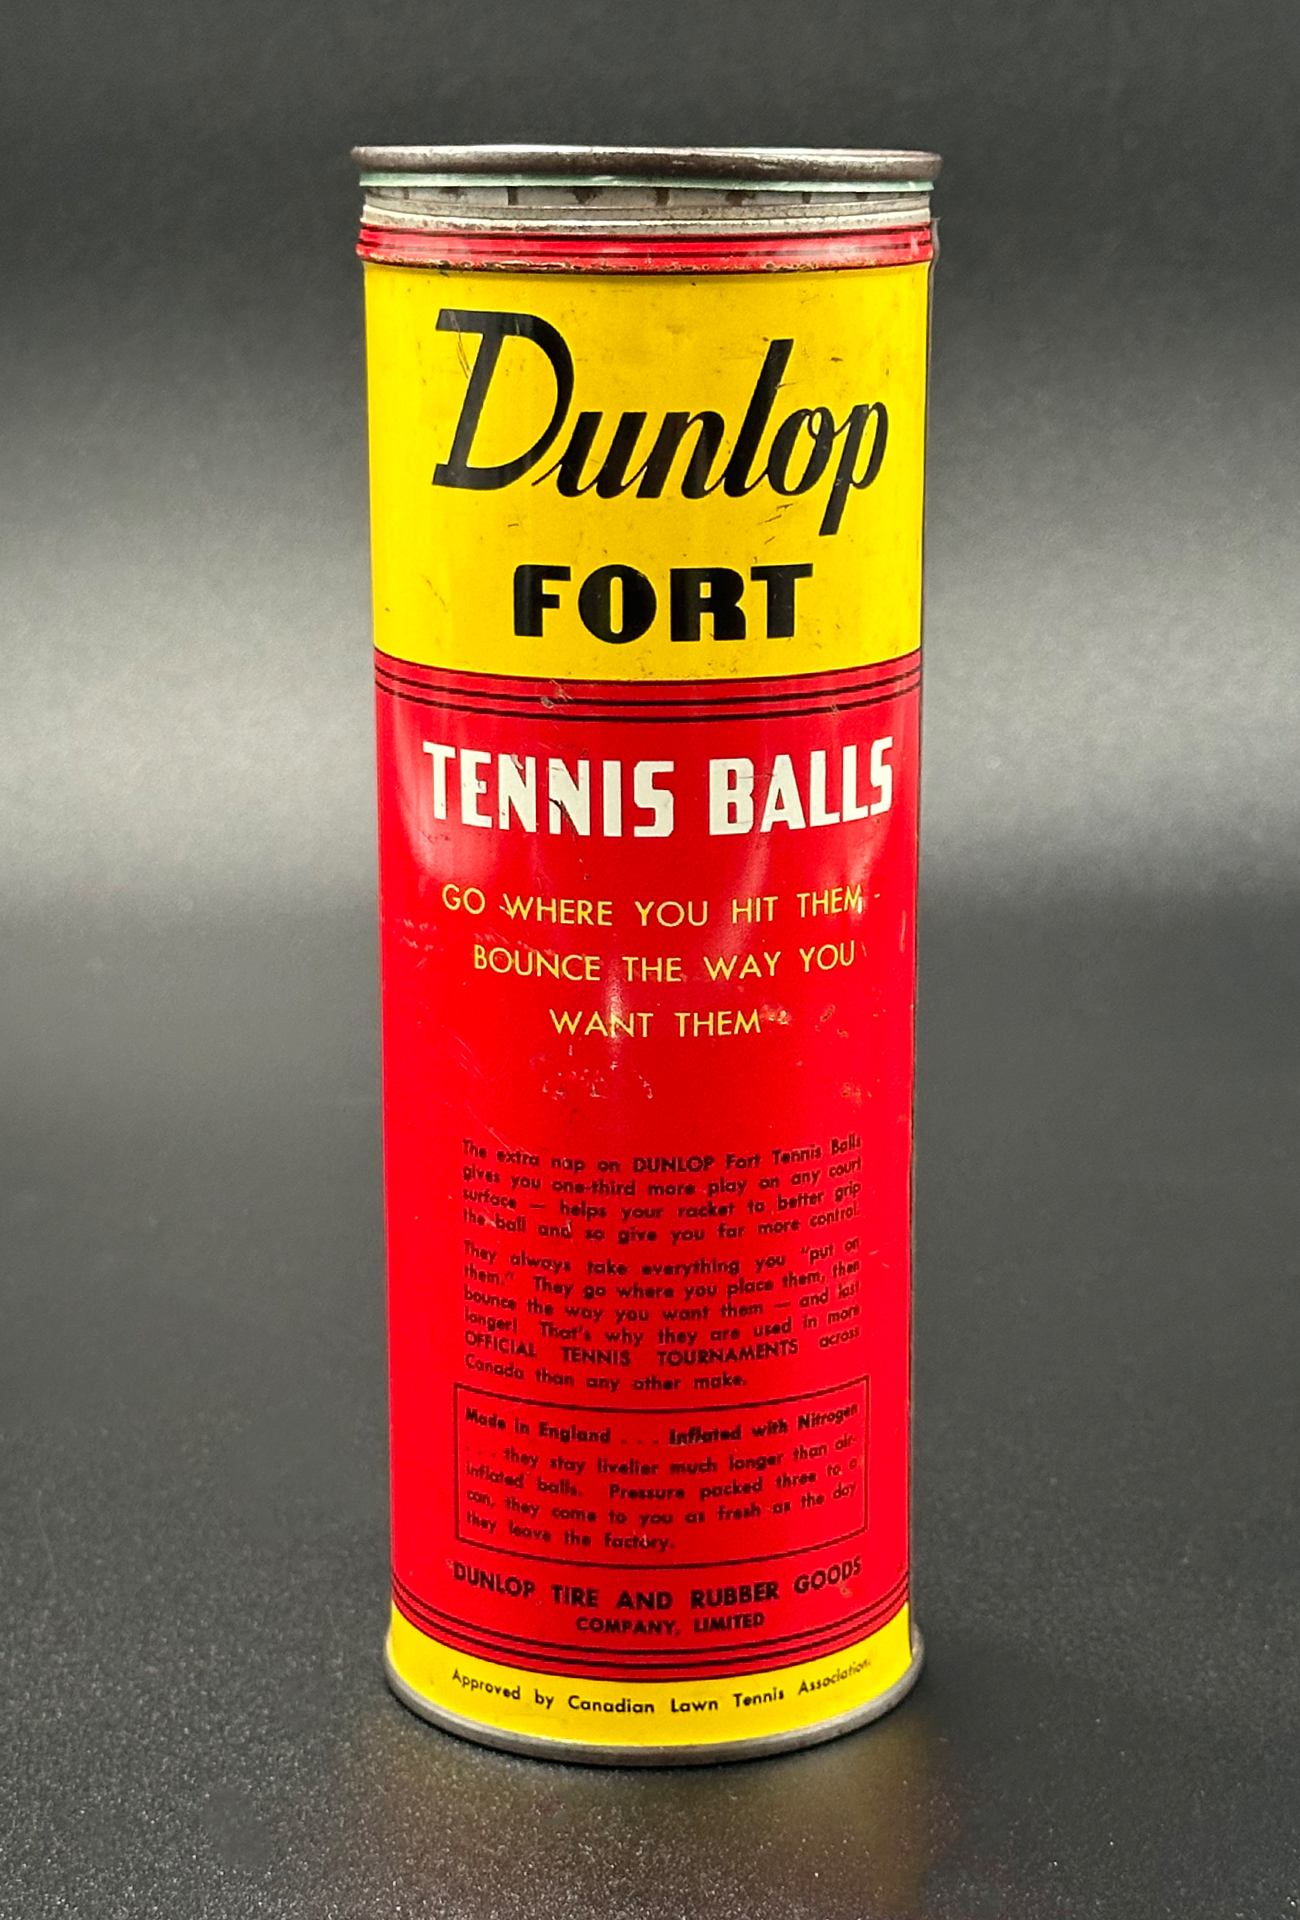 Dunlop
FORT
TENNIS BALLS
GO WHERE YOU HIT THEM -
BOUNCE THE WAY YOU
WANT THEM
The extra nap on DUNLOP Fort Tennis Balls
gives you one-third more play on any court
surface — helps your racket to better grip
the ball and so give you far more control.
They always take everything you "put on
them." They go where you place them, then
bounce the way you want them — and last
longer! That's why they are used in more
OFFICIAL TENNIS TOURNAMENTS across
Canada than any other make.
Made in England . . . Inflated with Nitrogen
. . . they stay livelier much longer than air-
inflated balls. Pressure packed three to a
can, they come to you as fresh as the day
they leave the factory.
DUNLOP TIRE AND RUBBER GOODS
COMPANY, LIMITED
Approved by Canadian Lawn Tennis Association.